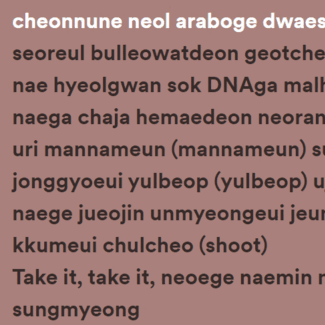 cheonnune neol araboge dwaes
seoreul bulleowatdeon geotche
nae hyeolgwan sok DNAga malh
naega chaja hemaedeon neoran
uri mannameun (mannameun) su
jonggyoeui yulbeop (yulbeop) u
naege jueojin unmyeongeui jeun
kkumeui chulcheo (shoot)
Take it, take it, neoege naemin n
sungmyeong